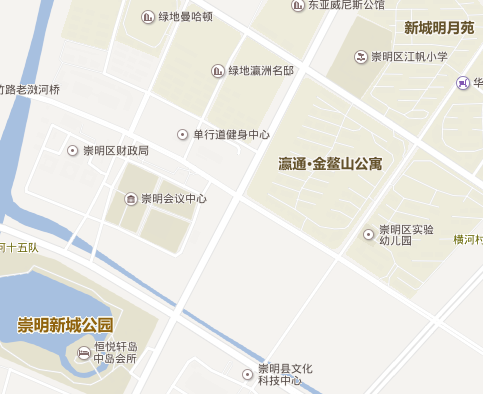 东亚威尼斯公馆
绿地曼哈顿
新城明月苑
崇明区江帆小学
绿地瀛洲名邸
华
竹路老滧河桥
单行道健身中心
崇明区财政局
瀛通·金鳌山公寓
崇明会议中心
崇明区实验
幼儿园
横河村
河十五队
崇明新城公园
恒悦轩岛
中岛会所
崇明县文化
科技中心